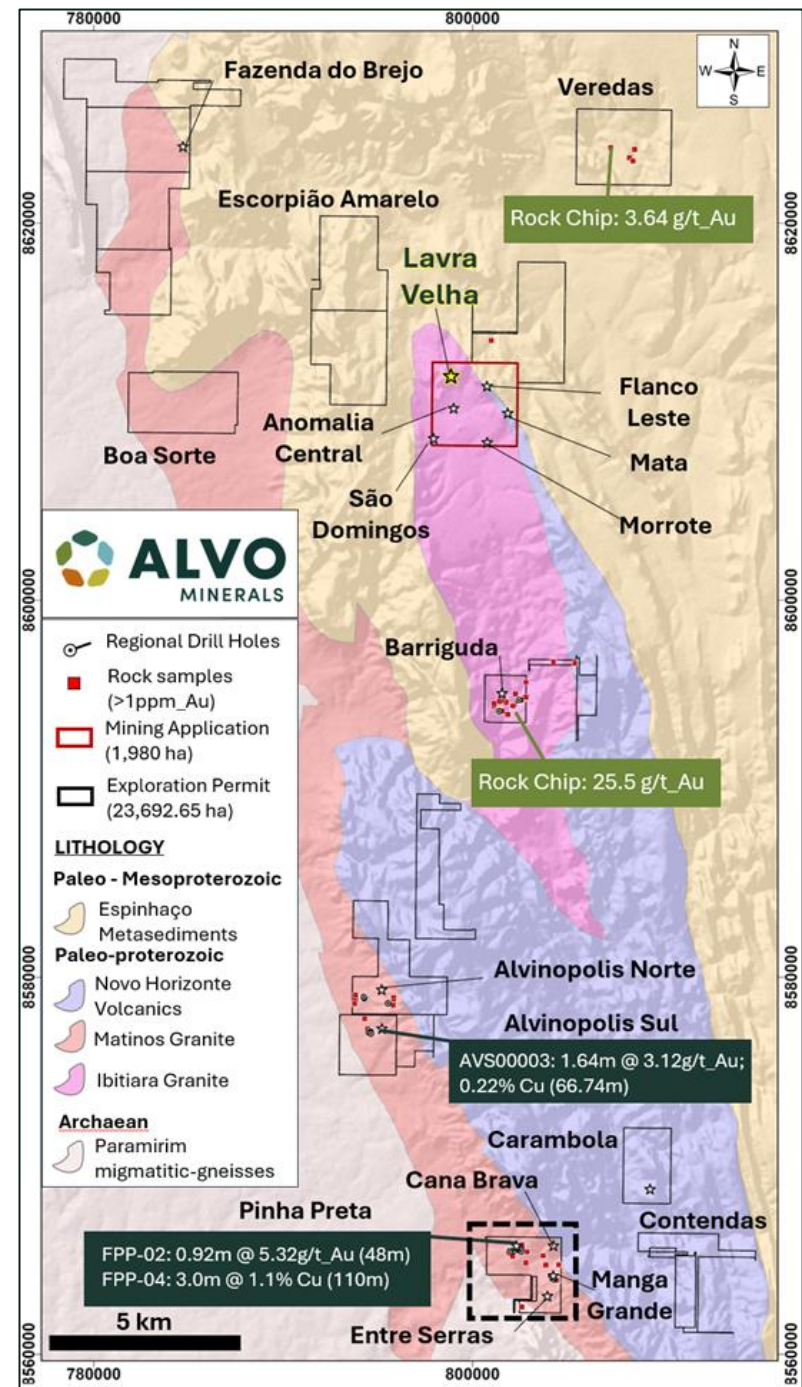 780000
800000
N
W
E
S
Fazenda do Brejo
Veredas
Escorpião Amarelo
Rock Chip: 3.64 g/t_Au
8620000
8620000
Lavra
Velha
Flanco
Leste
Anomalia
Central
Boa Sorte
Mata
São
Domingos
Morrote
ALVO
MINERALS
8600000
8600000
Regional Drill Holes
Rock samples
(>1ppm_Au)
Mining Application
(1,980 ha)
Exploration Permit
(23,692.65 ha)
LITHOLOGY
Paleo - Mesoproterozoic
Espinhaço
Metasediments
Paleo-proterozoic
Novo Horizonte
Volcanics
Matinos Granite
Ibitiara Granite
Archaean
Paramirim
migmatitic-gneisses
Barriguda
Rock Chip: 25.5 g/t_Au
8580000
8580000
Alvinopolis Norte
Alvinopolis Sul
AVS00003: 1.64m @ 3.12g/t_Au;
0.22% Cu (66.74m)
Carambola
Cana Brava
Pinha Preta
Contendas
FPP-02: 0.92m @ 5.32g/t_Au (48m)
FPP-04: 3.0m @ 1.1% Cu (110m)
Manga
Grande
5 km
Entre Serras
8560000
8560000
780000
800000